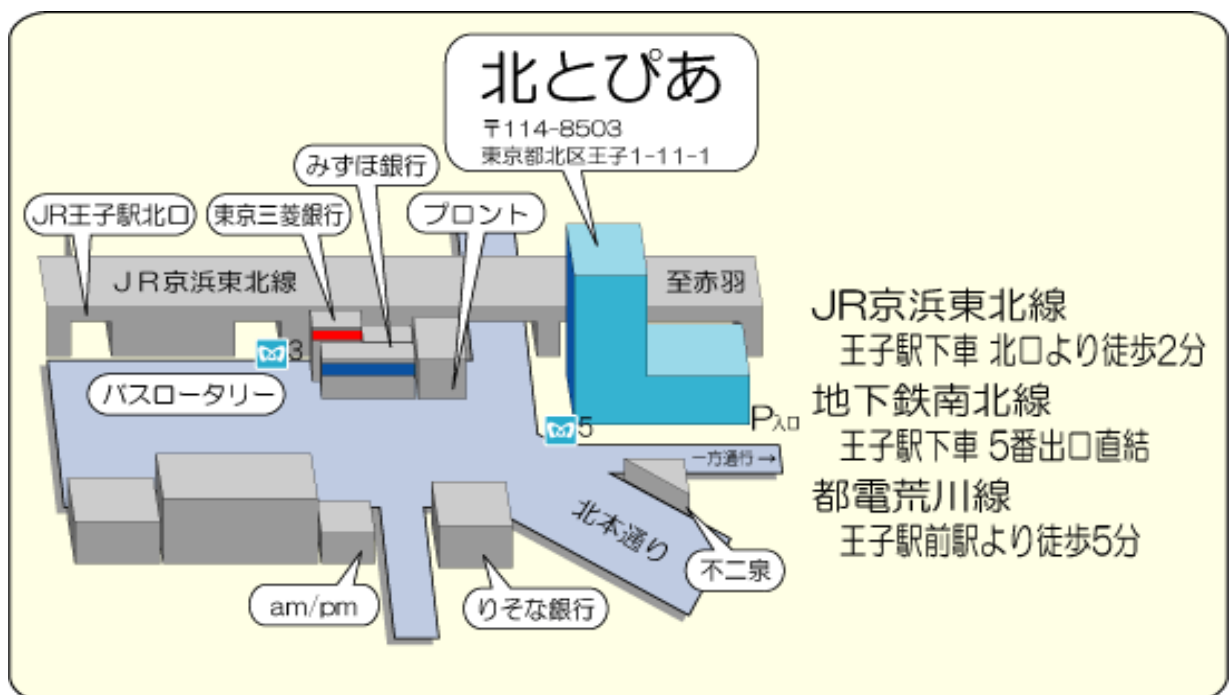 北とぴあ
〒114-8503
東京都北区王子1-11-1
みずほ銀行
JR王子駅北口
東京三菱銀行
プロント
JR京浜東北線
至赤羽
3
バスロータリー
5
P入口
一方通行→
北本通り
不二泉
am/pm
りそな銀行
JR京浜東北線
王子駅下車 北口より徒歩2分
地下鉄南北線
王子駅下車 5番出口直結
都電荒川線
王子駅前駅より徒歩5分